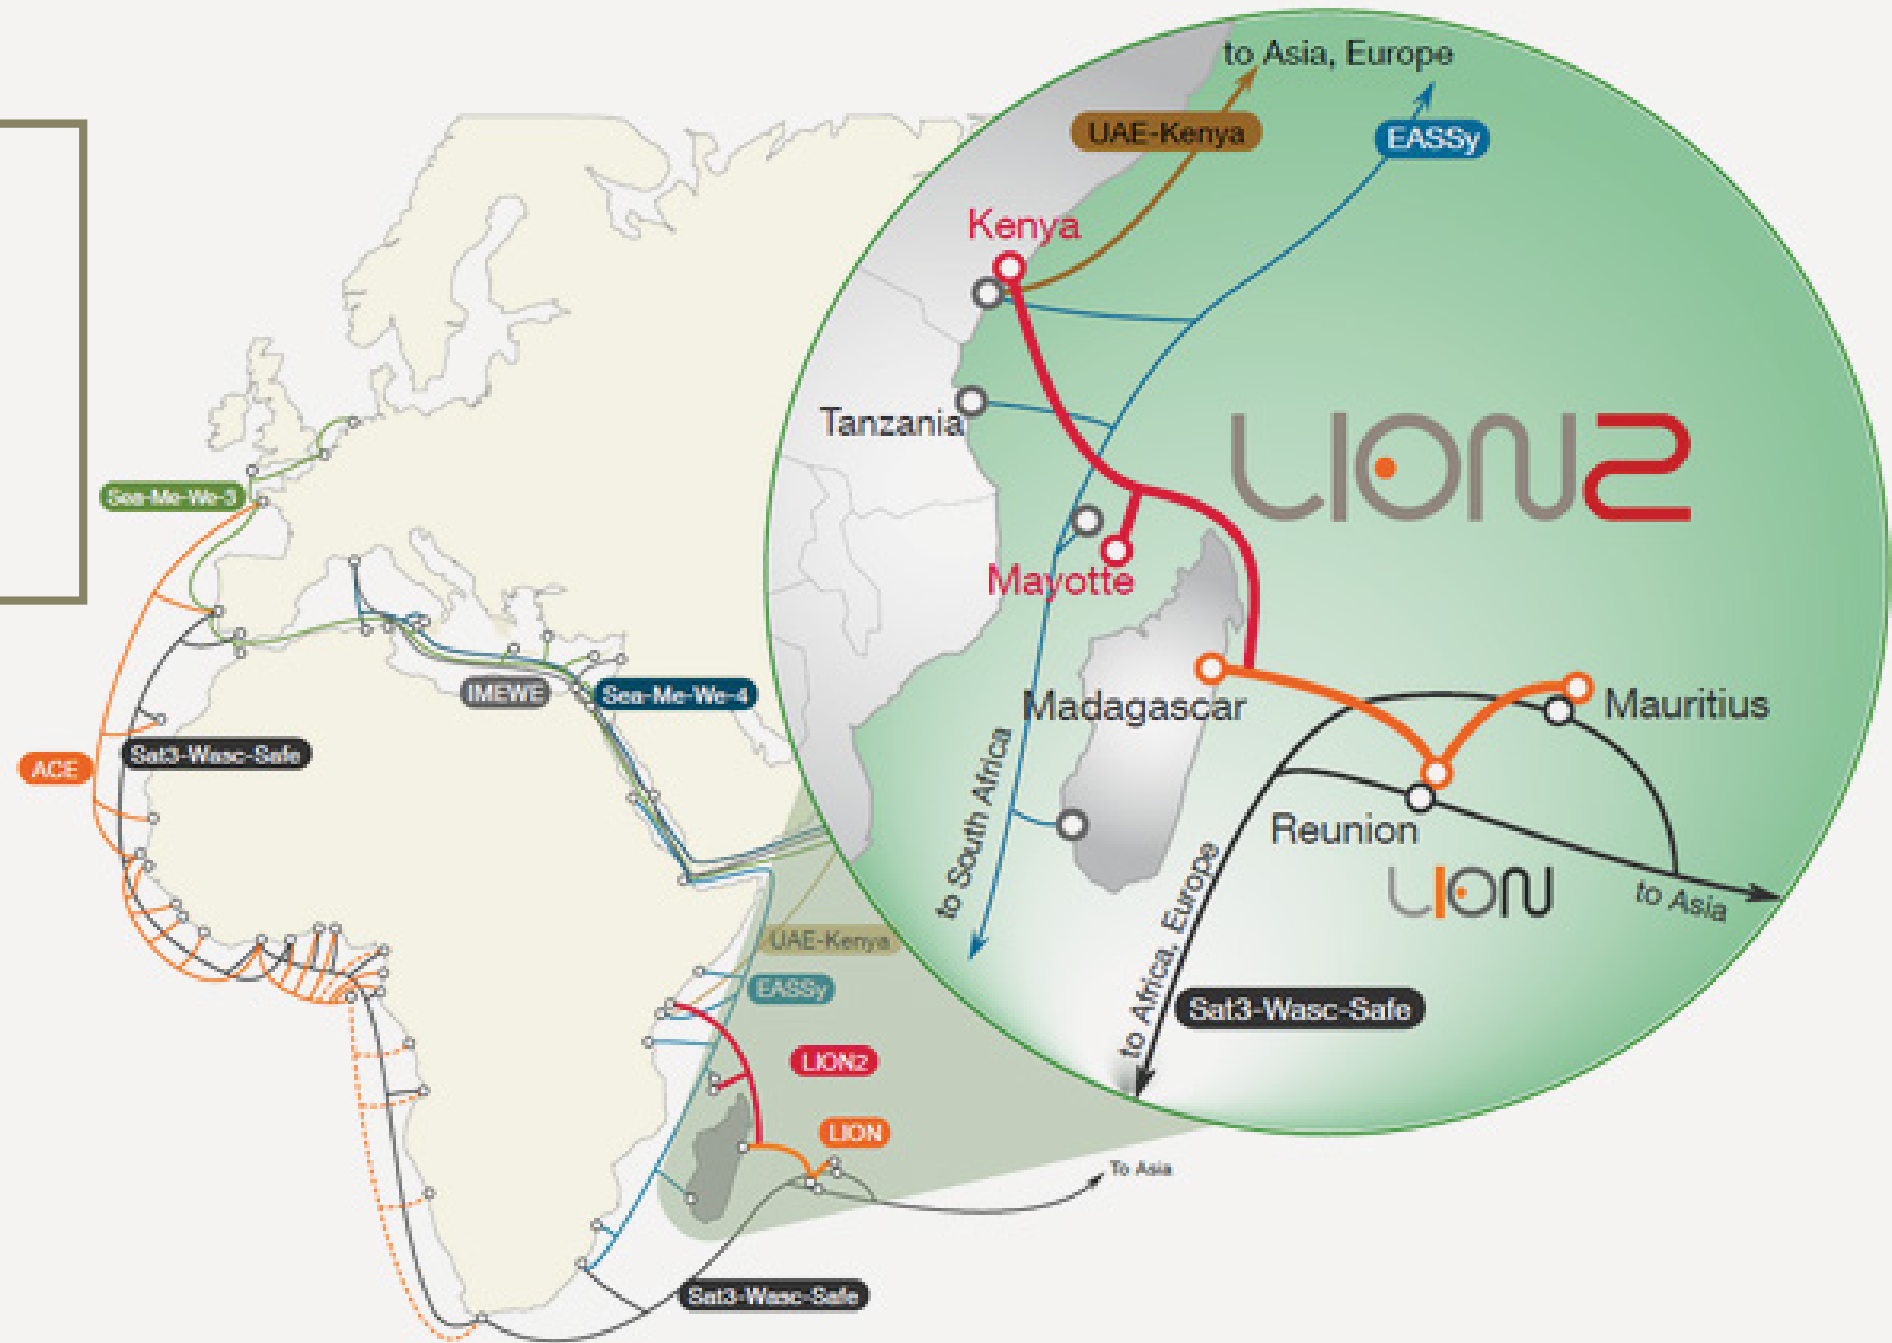 to Asia, Europe
UAE-Kenya
EASSy
Kenya
Tanzania
LION2
Sea-Me-We-3
Mayotte
IMEWE
Sea-Me-We-4
Madagascar
Mauritius
ACE
Sat3-Wasc-Safe
to South Africa
Reunion
LION
to Asia
to Africa, Europe
UAE-Kenya
EASSy
Sat3-Wasc-Safe
LION2
LION
To Asia
Sat3-Wasc-Safe